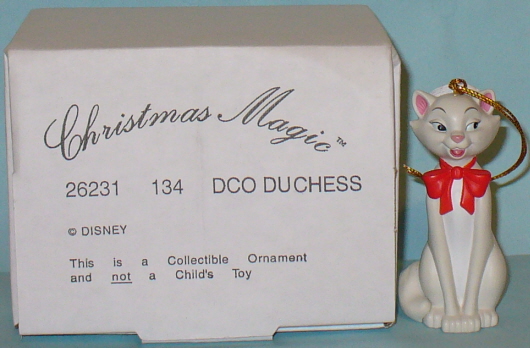 Christmas Magic™
26231 134 DCO DUCHESS
© DISNEY
This is a Collectible Ornament
and not a Child's Toy